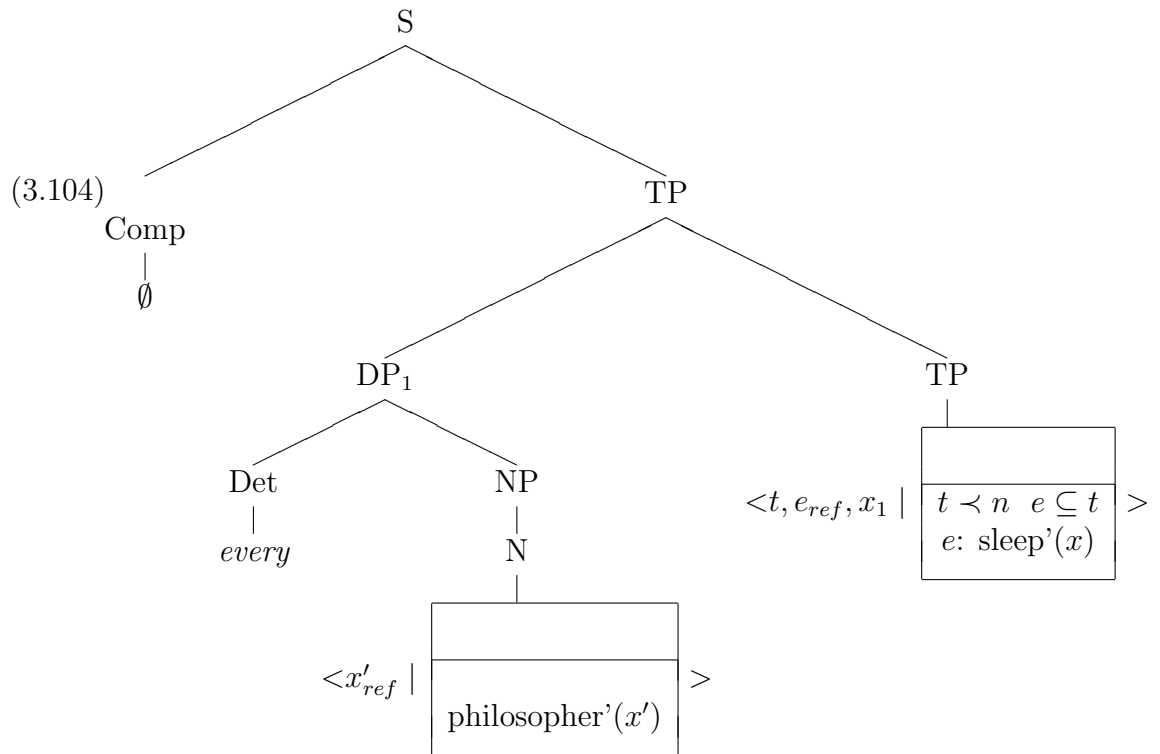 S
(3.104)
TP
Comp
∅
DP₁
TP
Det
NP
<t, e_ref, x₁ | t ≺ n e ⊆ t >
every
N
e: sleep’(x)
<x′_ref | >
philosopher’(x′)